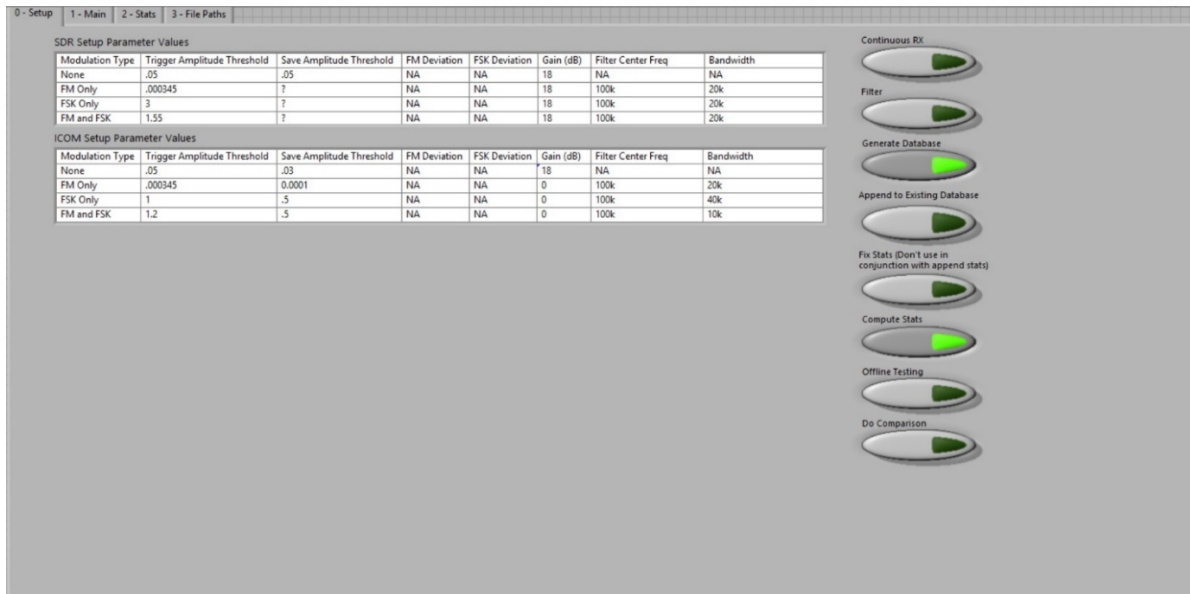 0 - Setup 1 - Main 2 - Stats 3 - File Paths
SDR Setup Parameter Values
Modulation Type Trigger Amplitude Threshold Save Amplitude Threshold FM Deviation FSK Deviation Gain (dB) Filter Center Freq Bandwidth
None .05 .05 NA NA 18 NA NA
FM Only .000345 ? NA NA 18 100k 20k
FSK Only 3 ? NA NA 18 100k 20k
FM and FSK 1.55 ? NA NA 18 100k 20k
ICOM Setup Parameter Values
Modulation Type Trigger Amplitude Threshold Save Amplitude Threshold FM Deviation FSK Deviation Gain (dB) Filter Center Freq Bandwidth
None .05 .03 NA NA 18 NA NA
FM Only .000345 0.0001 NA NA 0 100k 20k
FSK Only 1 .5 NA NA 0 100k 40k
FM and FSK 1.2 .5 NA NA 0 100k 10k
Continuous RX
Filter
Generate Database
Append to Existing Database
Fix Stats (Don't use in
conjunction with append stats)
Compute Stats
Offline Testing
Do Comparison